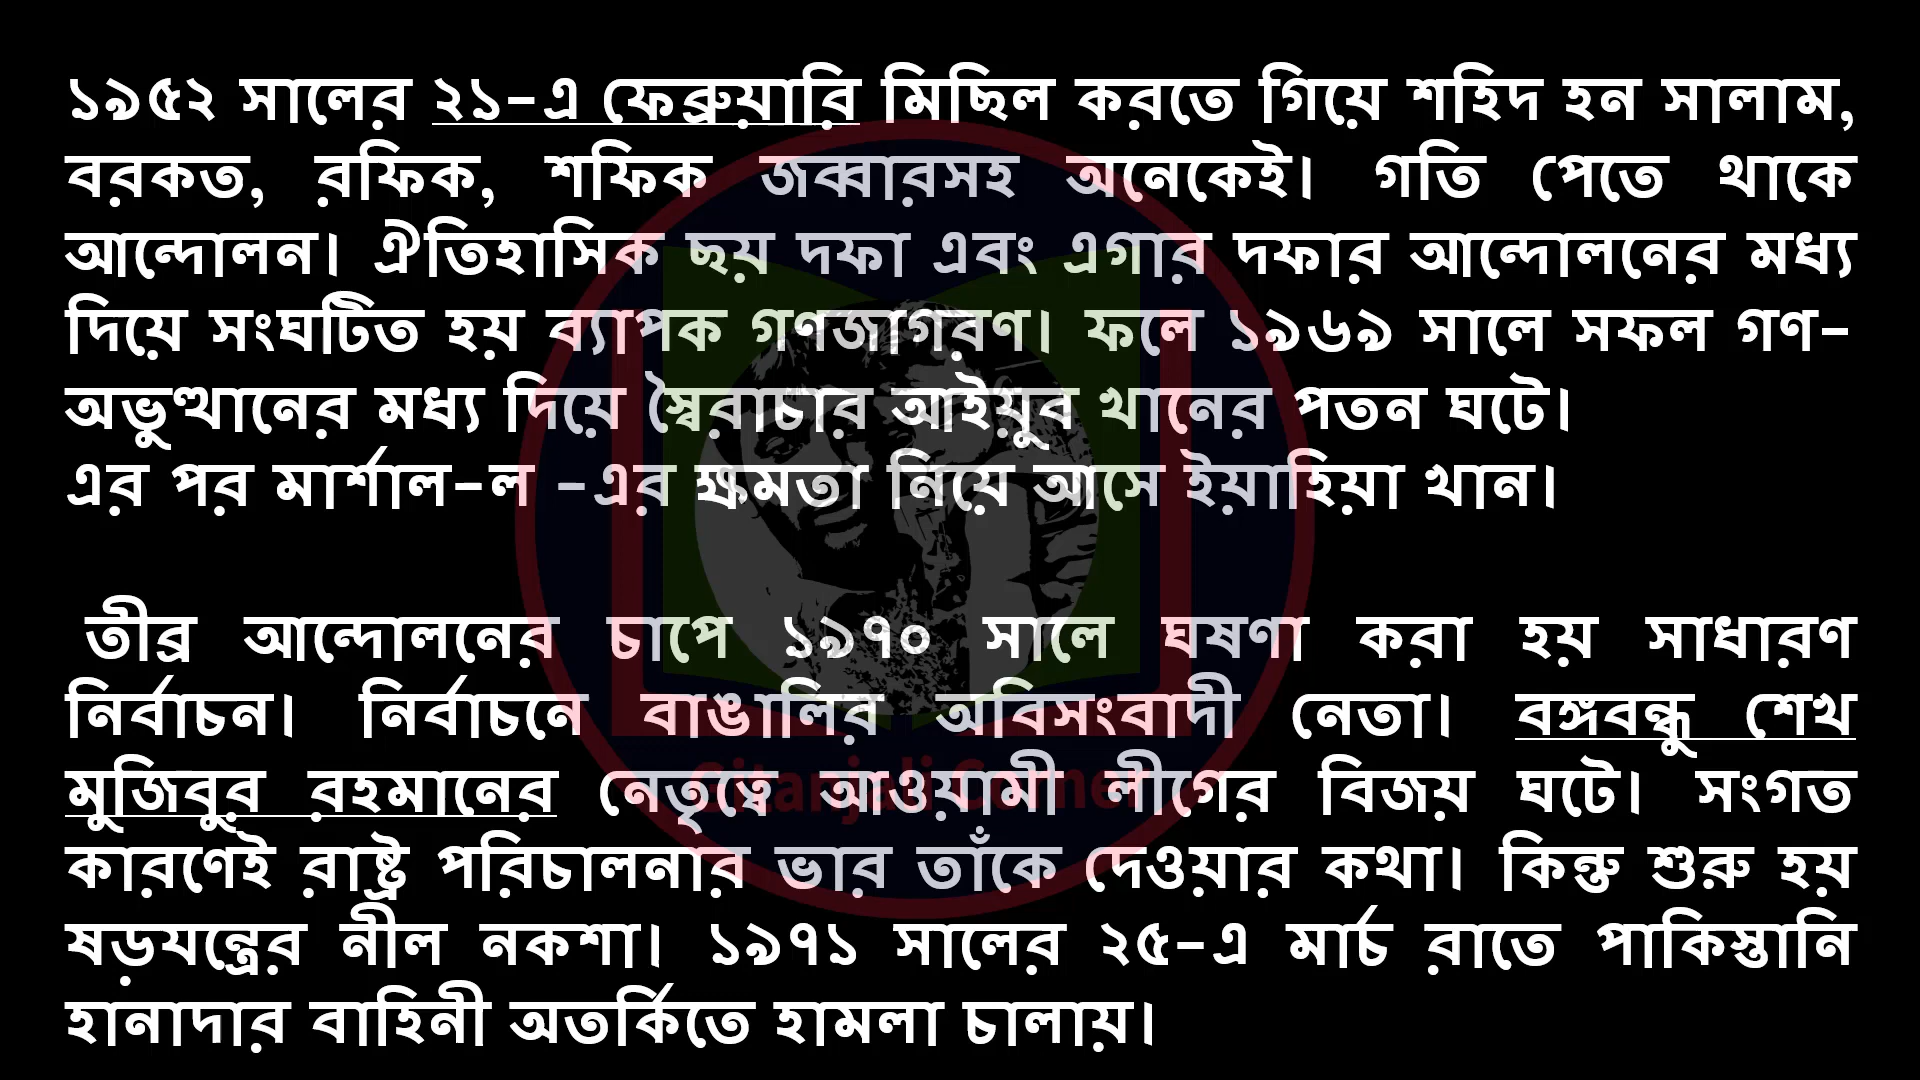 ১৯৫২ সালের ২১-এ ফেব্রুয়ারি মিছিল করতে গিয়ে শহিদ হন সালাম,
বরকত, রফিক, শফিক জব্বারসহ অনেকেই। গতি পেতে থাকে
আন্দোলন। ঐতিহাসিক ছয় দফা এবং এগার দফার আন্দোলনের মধ্য
দিয়ে সংঘটিত হয় ব্যাপক গণজাগরণ। ফলে ১৯৬৯ সালে সফল গণ-
অভুত্থানের মধ্য দিয়ে স্বৈরাচার আইয়ুব খানের পতন ঘটে।
এর পর মার্শাল-ল -এর ক্ষমতা নিয়ে আসে ইয়াহিয়া খান।
তীব্র আন্দোলনের চাপে ১৯৭০ সালে ঘষণা করা হয় সাধারণ
নির্বাচন। নির্বাচনে বাঙালির অবিসংবাদী নেতা। বঙ্গবন্ধু শেখ
মুজিবুর রহমানের নেতৃত্বে আওয়ামী লীগের বিজয় ঘটে। সংগত
কারণেই রাষ্ট্র পরিচালনার ভার তাঁকে দেওয়ার কথা। কিন্তু শুরু হয়
ষড়যন্ত্রের নীল নকশা। ১৯৭১ সালের ২৫-এ মার্চ রাতে পাকিস্তানি
হানাদার বাহিনী অতর্কিতে হামলা চালায়।
Gitanjali Corner